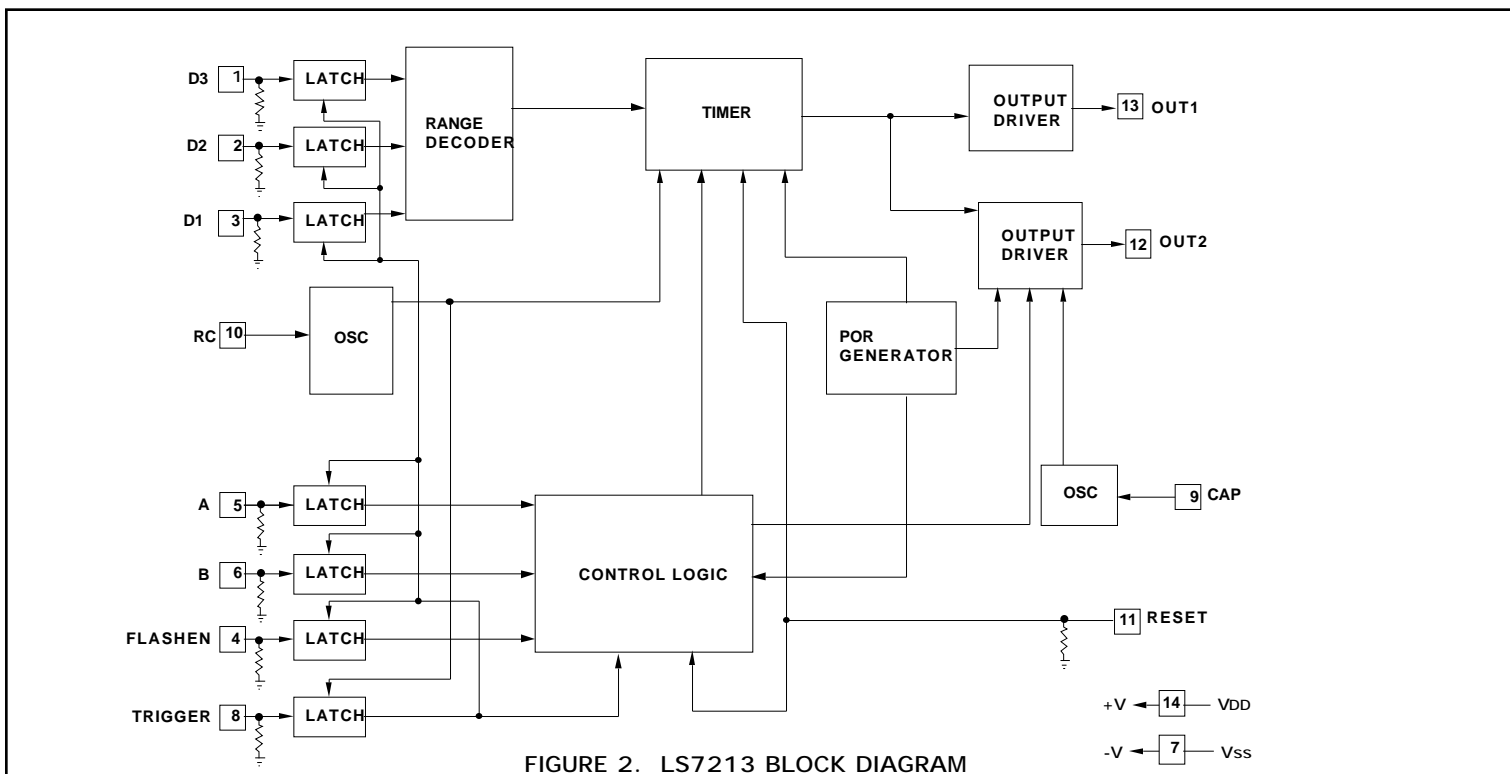 D3 1 LATCH
D2 2 LATCH
D1 3 LATCH
RANGE
DECODER
TIMER
OUTPUT
DRIVER
13 OUT1
OUTPUT
DRIVER
12 OUT2
RC 10
OSC
POR
GENERATOR
OSC
9 CAP
A 5 LATCH
B 6 LATCH
FLASHEN 4 LATCH
TRIGGER 8 LATCH
CONTROL LOGIC
11 RESET
+V 14 VDD
-V 7 Vss
FIGURE 2. LS7213 BLOCK DIAGRAM